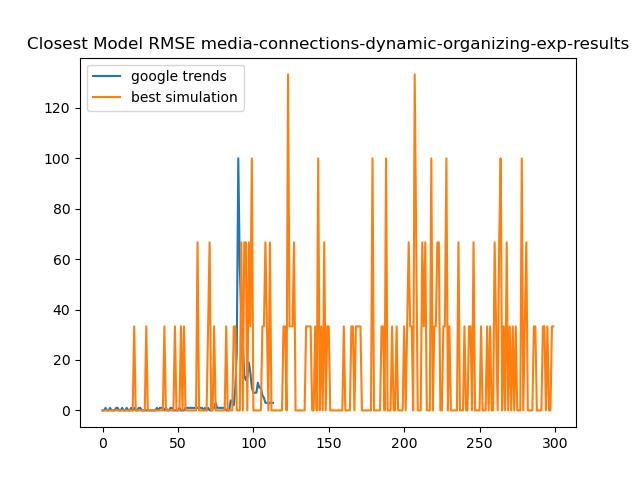 Closest Model RMSE media-connections-dynamic-organizing-exp-results
google trends
best simulation
120
100
80
60
40
20
0
0 50 100 150 200 250 300